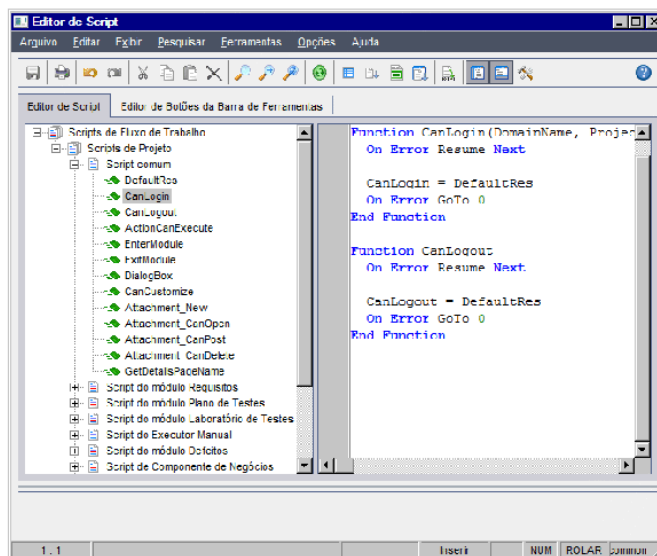 Editor de Script
Arquivo Editar Exibir Pesquisar Ferramentas Opções Ajuda
Editor de Script Editor de Botões da Barra de Ferramentas
Scripts de Fluxo de Trabalho
Scripts de Projeto
Script comum
DefaultRes
CanLogin
CanLogout
ActionCanExecute
EnterModule
ExitModule
DialogBox
CanCustomize
Attachment_New
Attachment_CanOpen
Attachment_CanPost
Attachment_CanDelete
GetDetailsPageName
Script do módulo Requisitos
Script do módulo Plano de Testes
Script do módulo Laboratório de Testes
Script do Executor Manual
Script do módulo Defeitos
Script de Componente de Negócios
Function CanLogin(DomainName, Projec
On Error Resume Next
CanLogin = DefaultRes
On Error GoTo 0
End Function
Function CanLogout
On Error Resume Next
CanLogout = DefaultRes
On Error GoTo 0
End Function
1 : 1 Inserir NUM ROLAR common